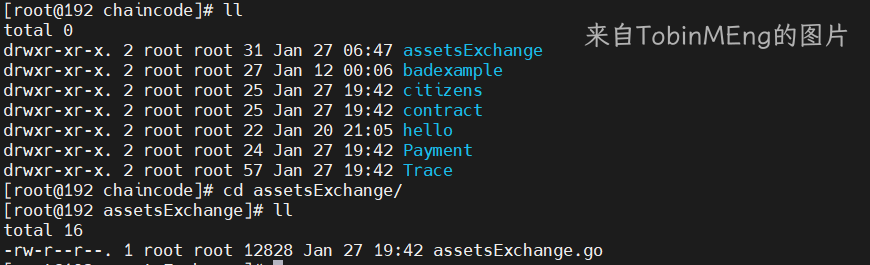 [root@192 chaincode]# ll
total 0
来自TobinMEng的图片
drwxr-xr-x. 2 root root 31 Jan 27 06:47 assetsExchange
drwxr-xr-x. 2 root root 27 Jan 12 00:06 badexample
drwxr-xr-x. 2 root root 25 Jan 27 19:42 citizens
drwxr-xr-x. 2 root root 25 Jan 27 19:42 contract
drwxr-xr-x. 2 root root 22 Jan 20 21:05 hello
drwxr-xr-x. 2 root root 24 Jan 27 19:42 Payment
drwxr-xr-x. 2 root root 57 Jan 27 19:42 Trace
[root@192 chaincode]# cd assetsExchange/
[root@192 assetsExchange]# ll
total 16
-rw-r--r--. 1 root root 12828 Jan 27 19:42 assetsExchange.go